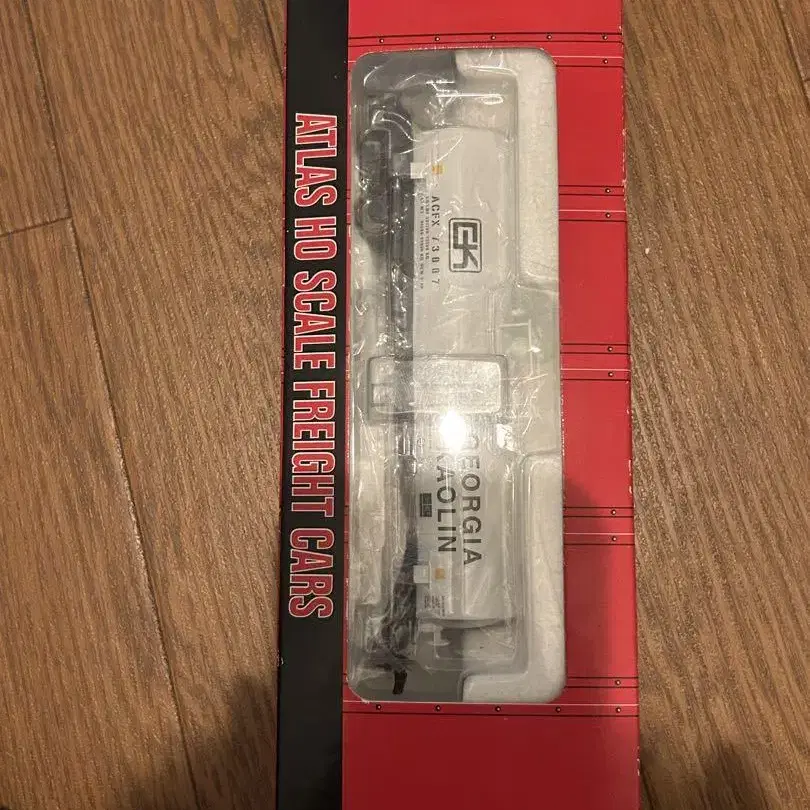 ATLAS HO SCALE FREIGHT CARS
GK
ACFX 73007
GEORGIA
KAOLIN